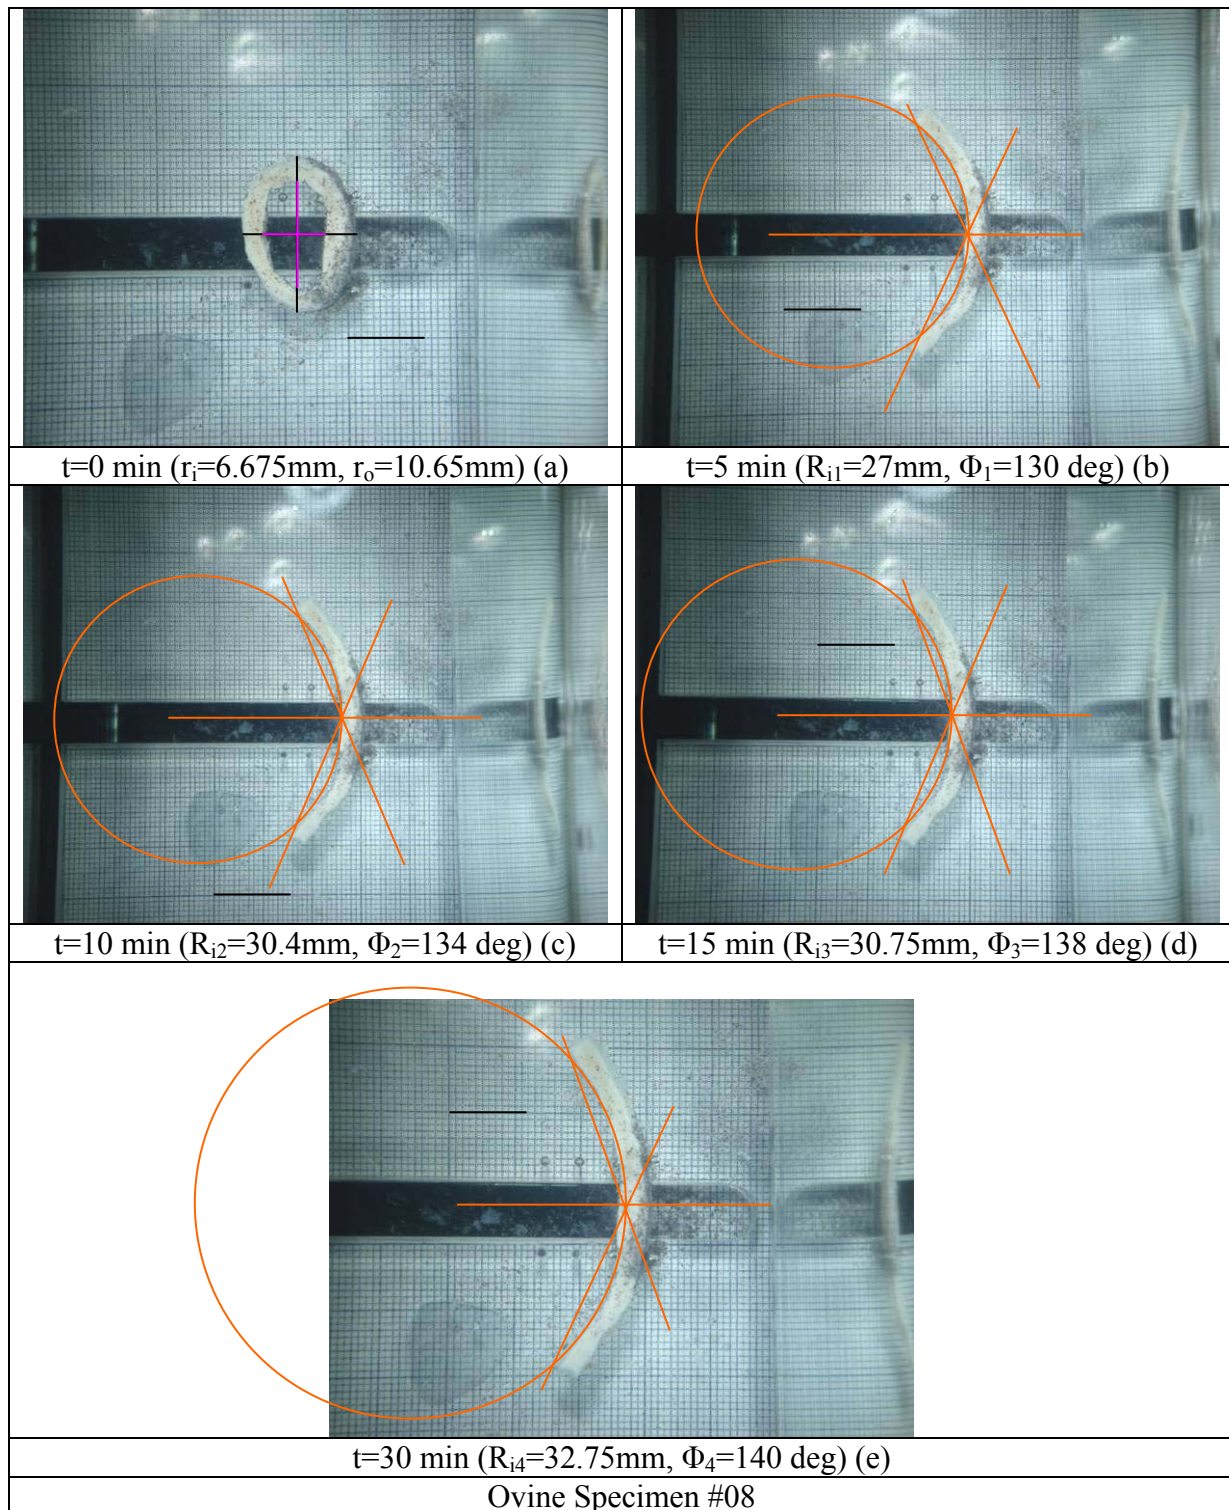 t=0 min (rᵢ=6.675mm, rₒ=10.65mm) (a)
t=5 min (Rᵢ₁=27mm, Φ₁=130 deg) (b)
t=10 min (Rᵢ₂=30.4mm, Φ₂=134 deg) (c)
t=15 min (Rᵢ₃=30.75mm, Φ₃=138 deg) (d)
t=30 min (Rᵢ₄=32.75mm, Φ₄=140 deg) (e)
Ovine Specimen #08